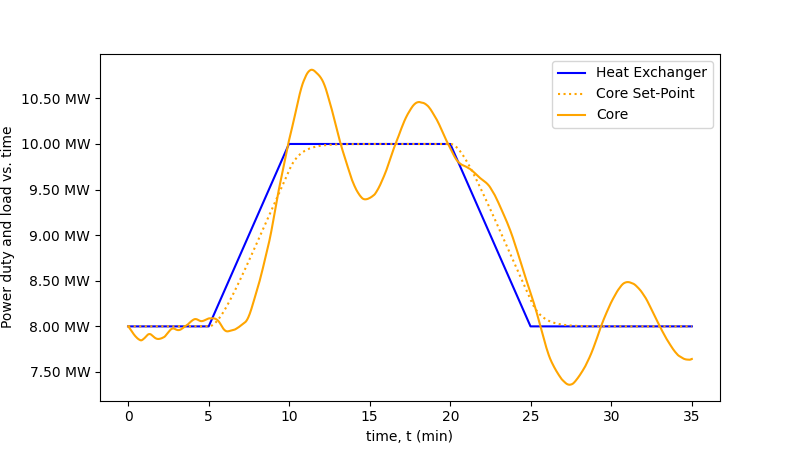 Power duty and load vs. time
10.50 MW
10.00 MW
9.50 MW
9.00 MW
8.50 MW
8.00 MW
7.50 MW
Heat Exchanger
Core Set-Point
Core
0 5 10 15 20 25 30 35
time, t (min)